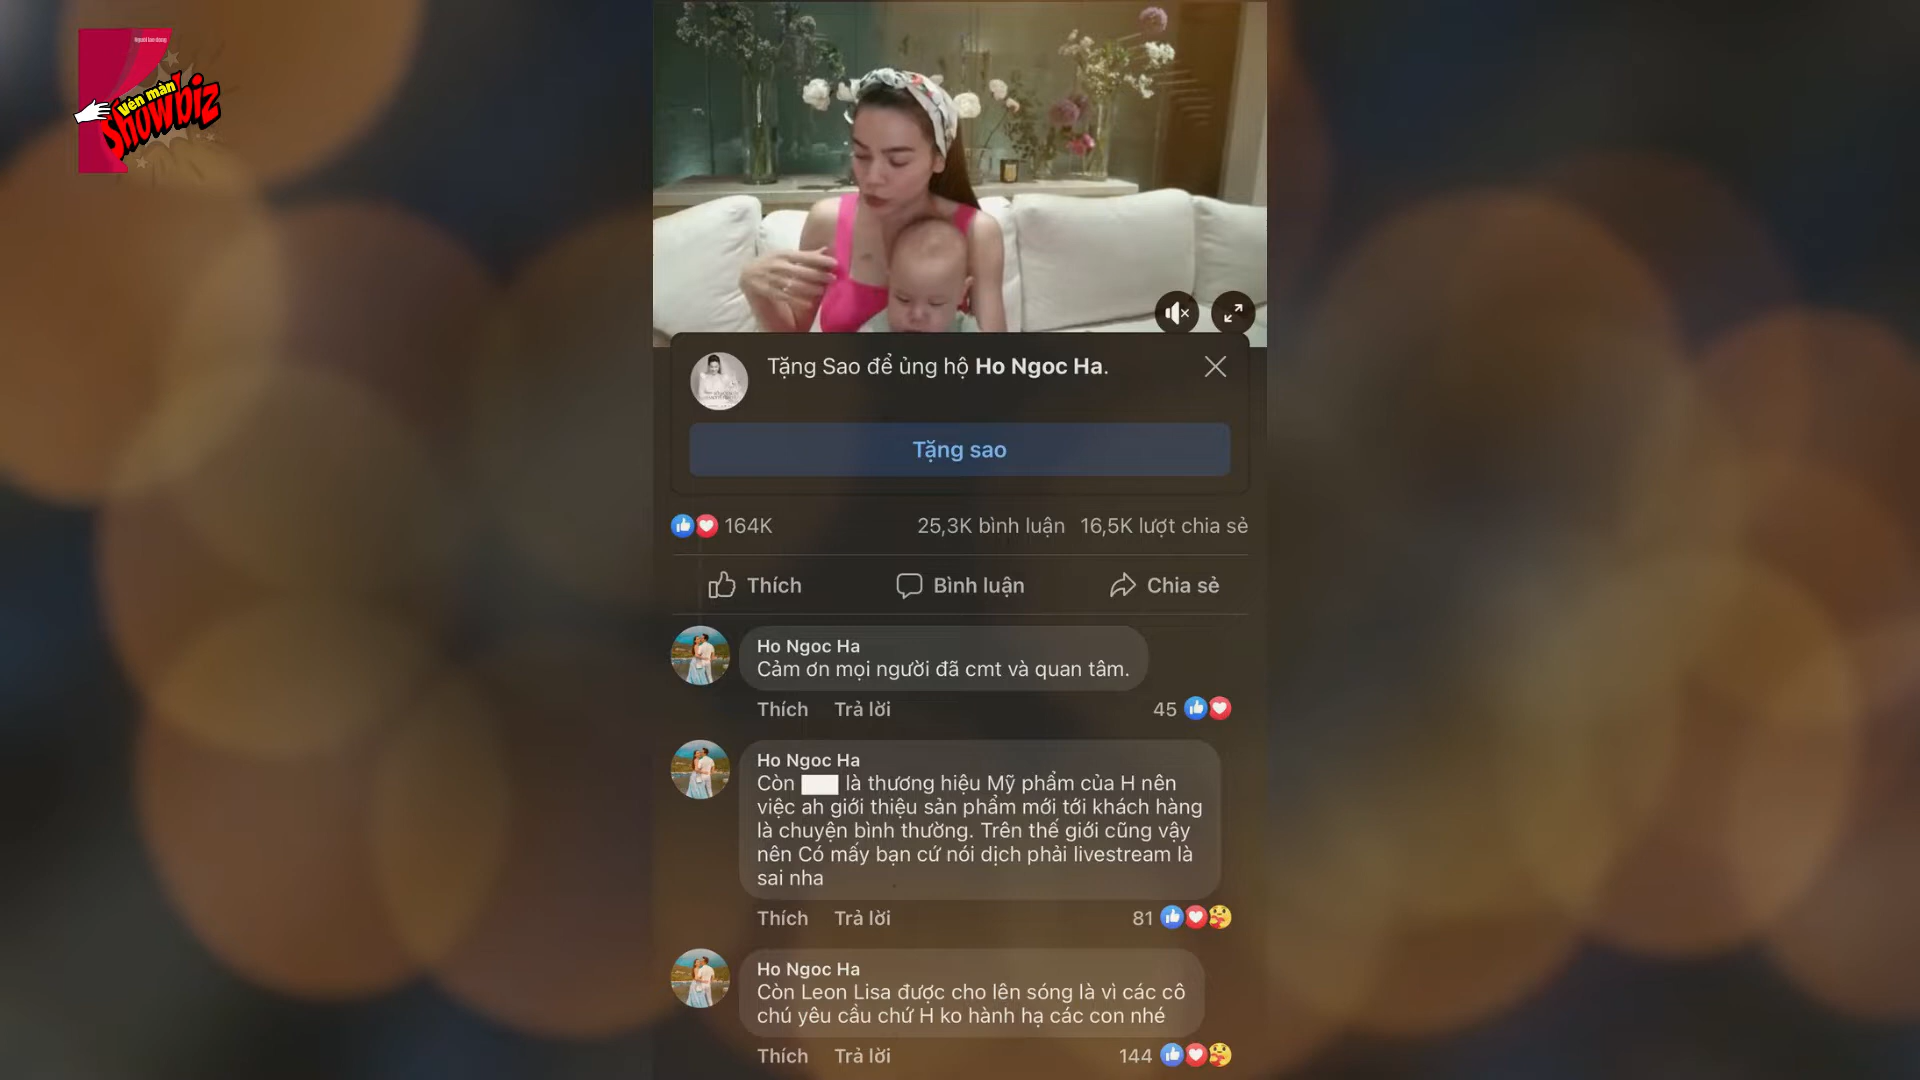 Người Lao Động
Vén màn
Showbiz
Tặng Sao để ủng hộ Ho Ngoc Ha.
Tặng sao
164K
25,3K bình luận 16,5K lượt chia sẻ
Thích
Bình luận
Chia sẻ
Ho Ngoc Ha
Cảm ơn mọi người đã cmt và quan tâm.
Thích Trả lời
45
Ho Ngoc Ha
Còn là thương hiệu Mỹ phẩm của H nên
việc ah giới thiệu sản phẩm mới tới khách hàng
là chuyện bình thường. Trên thế giới cũng vậy
nên Có mấy bạn cứ nói dịch phải livestream là
sai nha
Thích Trả lời
81
Ho Ngoc Ha
Còn Leon Lisa được cho lên sóng là vì các cô
chú yêu cầu chứ H ko hành hạ các con nhé
Thích Trả lời
144